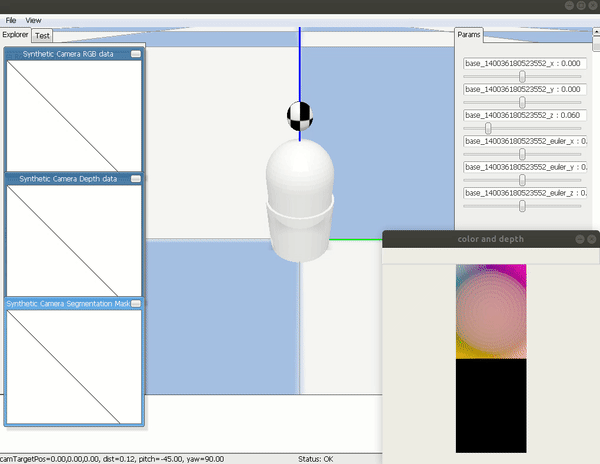 File View
Explorer Test
Synthetic Camera RGB data
Synthetic Camera Depth data
Synthetic Camera Segmentation Mask
Params
base_140036180523552_x : 0.000
base_140036180523552_y : 0.000
base_140036180523552_z : 0.060
base_140036180523552_euler_x : 0.
base_140036180523552_euler_y : 0.
base_140036180523552_euler_z : 0.
color and depth
camTargetPos=0.00,0.00,0.00, dist=0.12, pitch=-45.00, yaw=90.00
Status: OK